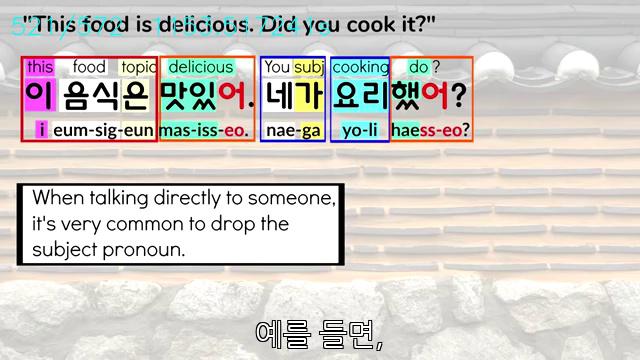 "This food is delicious. Did you cook it?"
this food topic delicious You subj cooking do ?
이 음식은 맛있어. 네가 요리했어?
i eum-sig-eun mas-iss-eo. nae-ga yo-li haess-eo?
When talking directly to someone,
it's very common to drop the
subject pronoun.
예를 들면,